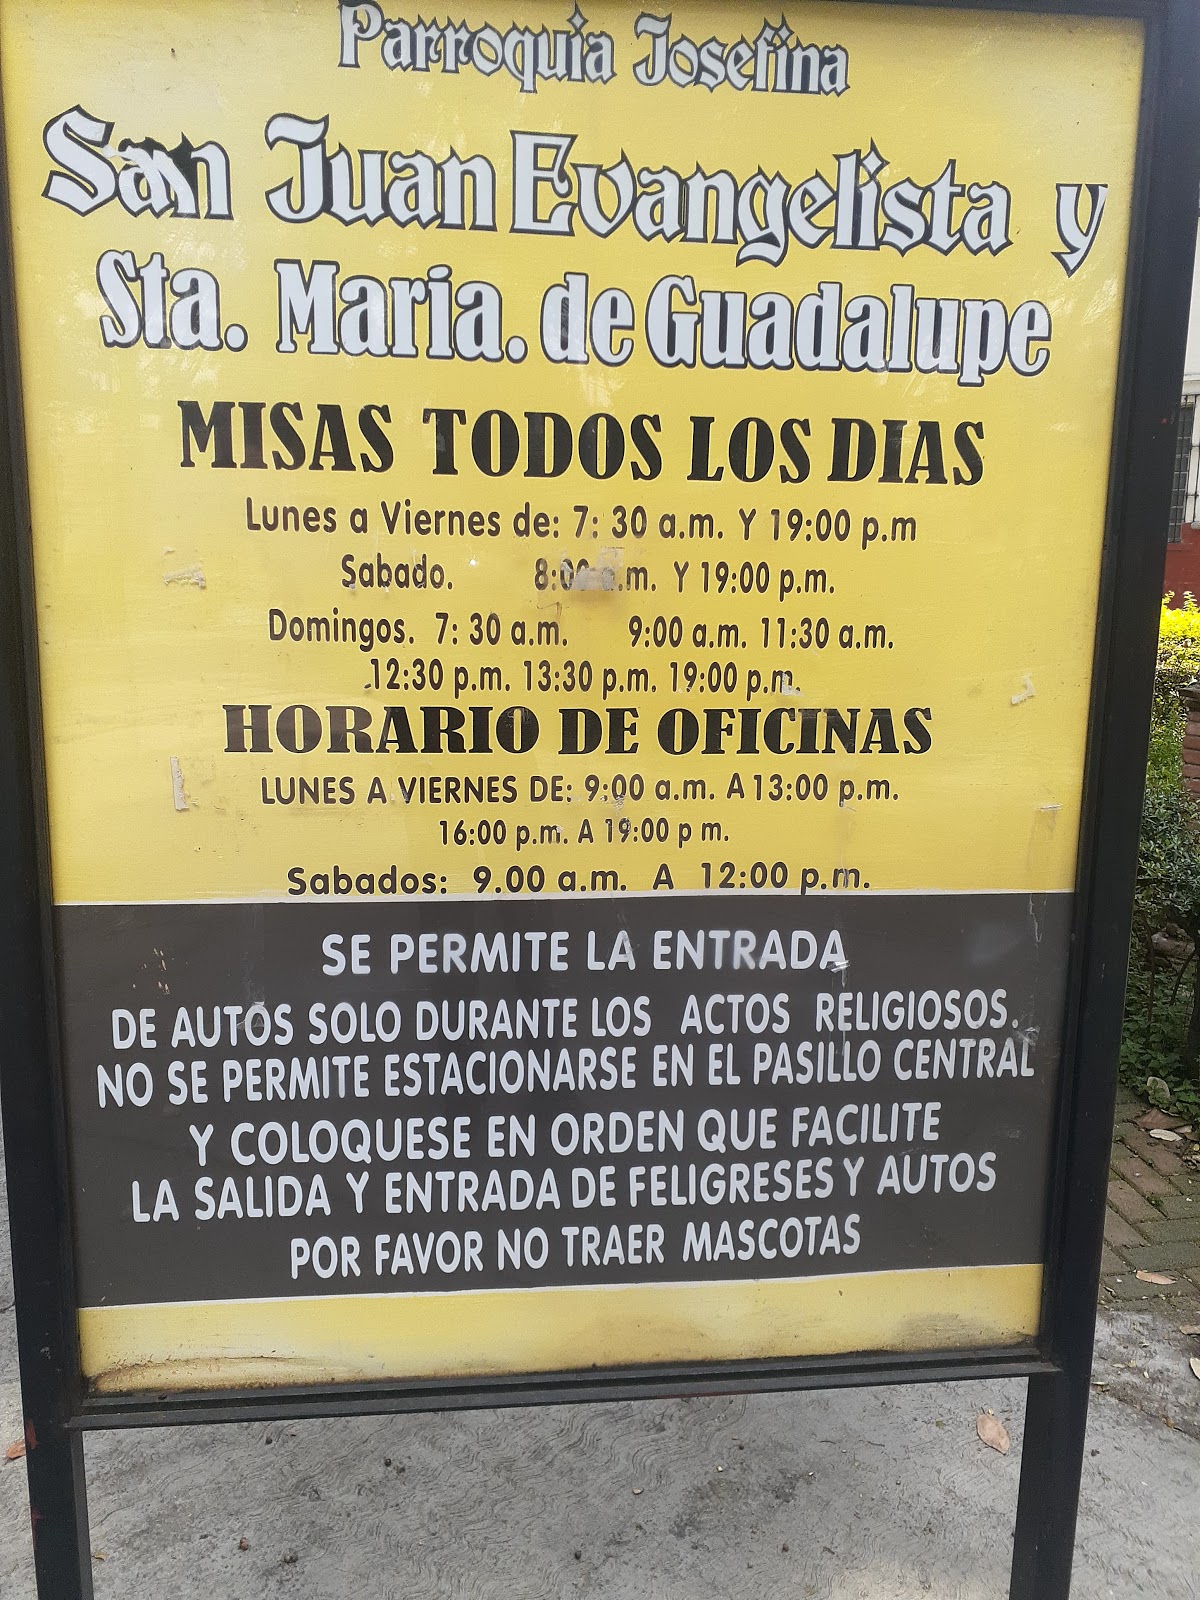 Parroquia Josefina
San Juan Evangelista y
Sta. Maria. de Guadalupe
MISAS TODOS LOS DIAS
Lunes a Viernes de: 7: 30 a.m. Y 19:00 p.m
Sabado. 8:00 a.m. Y 19:00 p.m.
Domingos. 7: 30 a.m. 9:00 a.m. 11:30 a.m.
.12:30 p.m. 13:30 p.m. 19:00 p.m.
HORARIO DE OFICINAS
LUNES A VIERNES DE: 9:00 a.m. A 13:00 p.m.
16:00 p.m. A 19:00 p m.
Sabados: 9.00 a.m. A 12:00 p.m.
SE PERMITE LA ENTRADA
DE AUTOS SOLO DURANTE LOS ACTOS RELIGIOSOS.
NO SE PERMITE ESTACIONARSE EN EL PASILLO CENTRAL
Y COLOQUESE EN ORDEN QUE FACILITE
LA SALIDA Y ENTRADA DE FELIGRESES Y AUTOS
POR FAVOR NO TRAER MASCOTAS